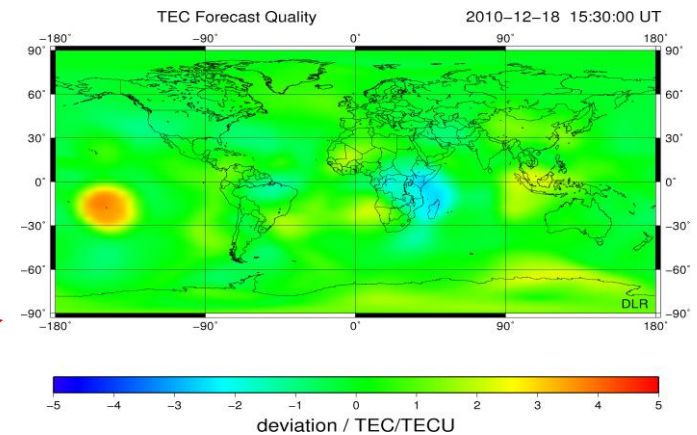 TEC Forecast Quality 2010−12−18 15:30:00 UT
−180˚ −90˚ 0˚ 90˚ 180˚
90˚ 90˚
60˚ 60˚
30˚ 30˚
0˚ 0˚
−30˚ −30˚
−60˚ −60˚
DLR
−90˚ −90˚
−180˚ −90˚ 0˚ 90˚ 180˚
−5 −4 −3 −2 −1 0 1 2 3 4 5
deviation / TEC/TECU